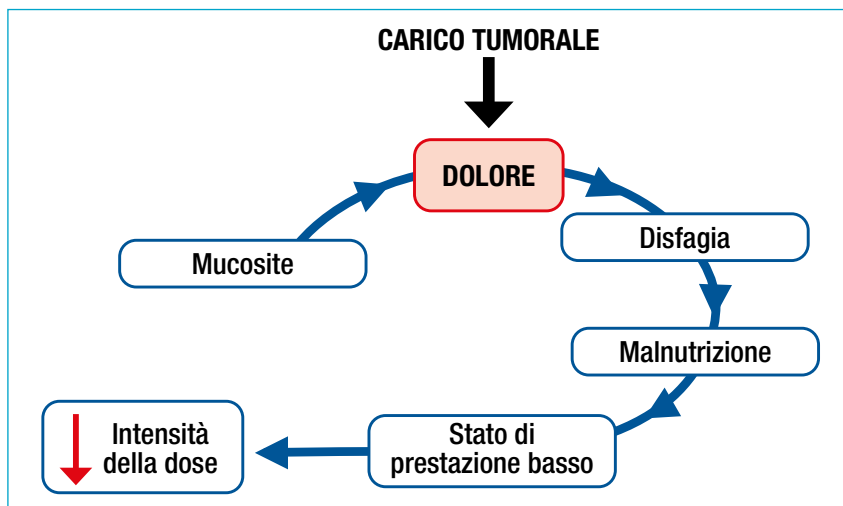 CARICO TUMORALE
DOLORE
Mucosite
Disfagia
Malnutrizione
Stato di
prestazione basso
Intensità
della dose